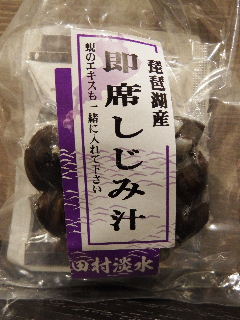 琵琶湖産
即席しじみ汁
蜆のエキスも一緒に入れて下さい
田村淡水